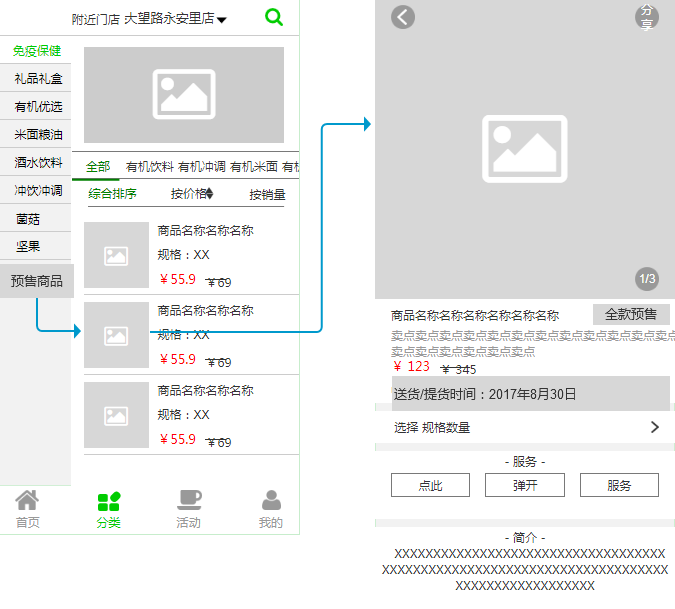 附近门店 大望路永安里店
免疫保健
礼品礼盒
有机优选
米面粮油
酒水饮料
冲饮冲调
菌菇
坚果
预售商品
全部 有机饮料 有机冲调 有机米面 有机
综合排序 按价格 按销量
商品名称名称名称
规格：XX
￥55.9 ￥69
商品名称名称名称
规格：XX
￥55.9 ￥69
商品名称名称名称
规格：XX
￥55.9 ￥69
首页 分类 活动 我的
分享
1/3
商品名称名称名称名称名称名称 全款预售
卖点卖点卖点卖点卖点卖点卖点卖点卖点卖点卖点卖点
卖点卖点卖点卖点卖点卖点
￥ 123 ￥ 345
送货/提货时间：2017年8月30日
选择 规格数量
- 服务 -
点此 弹开 服务
- 简介 -
XXXXXXXXXXXXXXXXXXXXXXXXXXXXXXXXXX
XXXXXXXXXXXXXXXXXXXXXXXXXXXXXXXXXXXX
XXXXXXXXXXXXXXXXXX